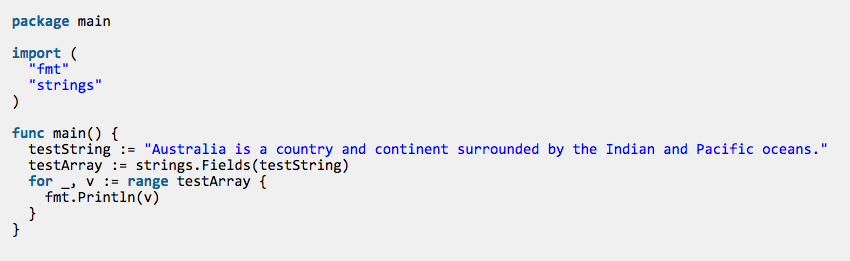 package main
import (
  "fmt"
  "strings"
)
func main() {
  testString := "Australia is a country and continent surrounded by the Indian and Pacific oceans."
  testArray := strings.Fields(testString)
  for _, v := range testArray {
    fmt.Println(v)
  }
}